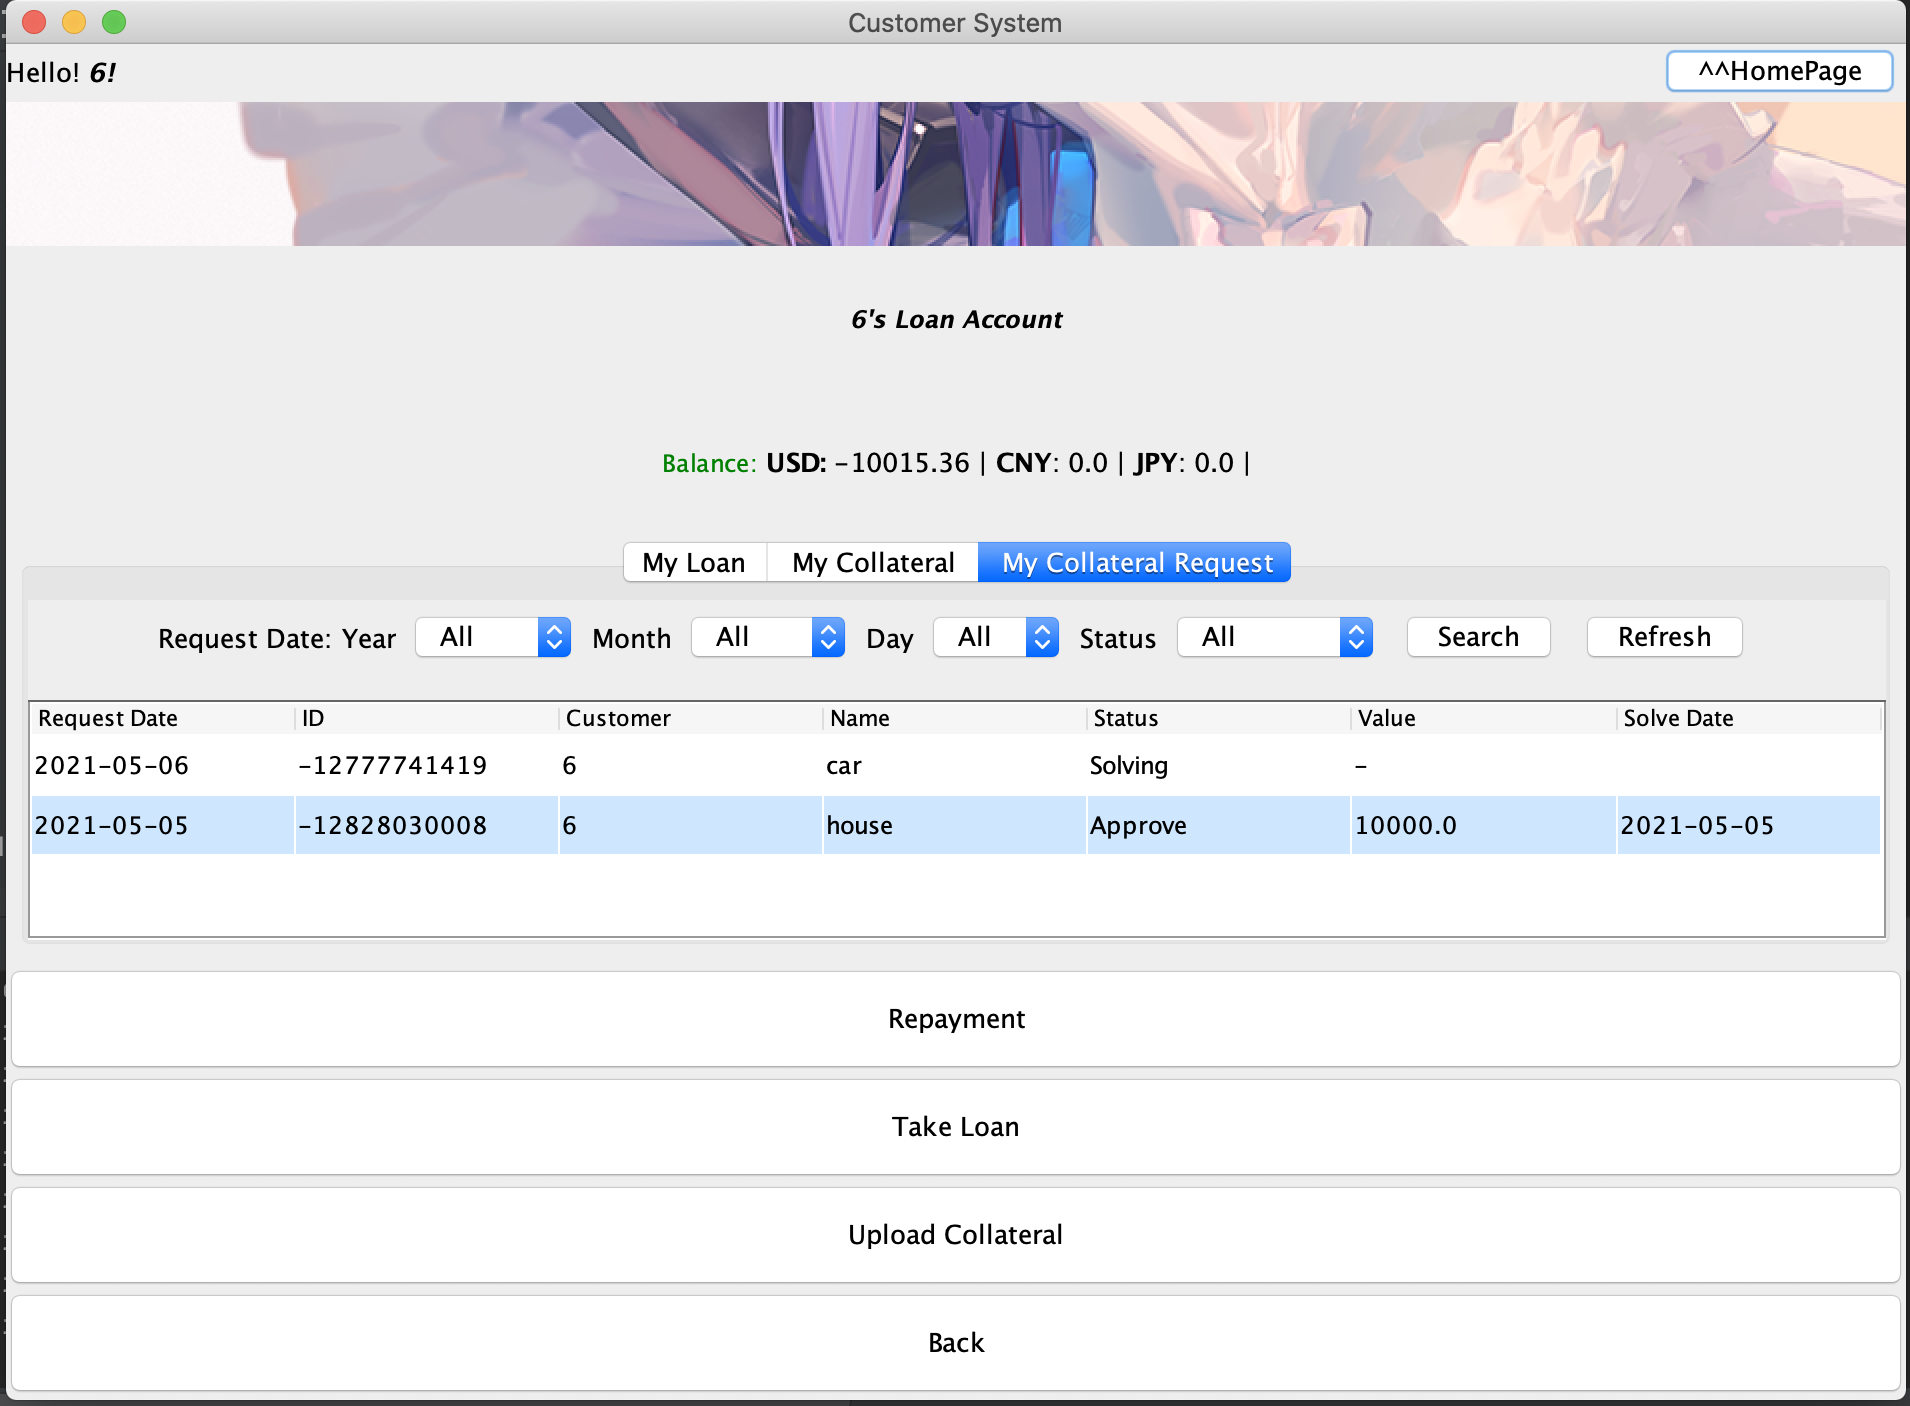 Customer System
Hello! 6!
^^HomePage
6's Loan Account
Balance: USD: -10015.36 | CNY: 0.0 | JPY: 0.0 |
My Loan My Collateral My Collateral Request
Request Date: Year All Month All Day All Status All Search Refresh
Request Date ID Customer Name Status Value Solve Date
2021-05-06 -12777741419 6 car Solving -
2021-05-05 -12828030008 6 house Approve 10000.0 2021-05-05
Repayment
Take Loan
Upload Collateral
Back